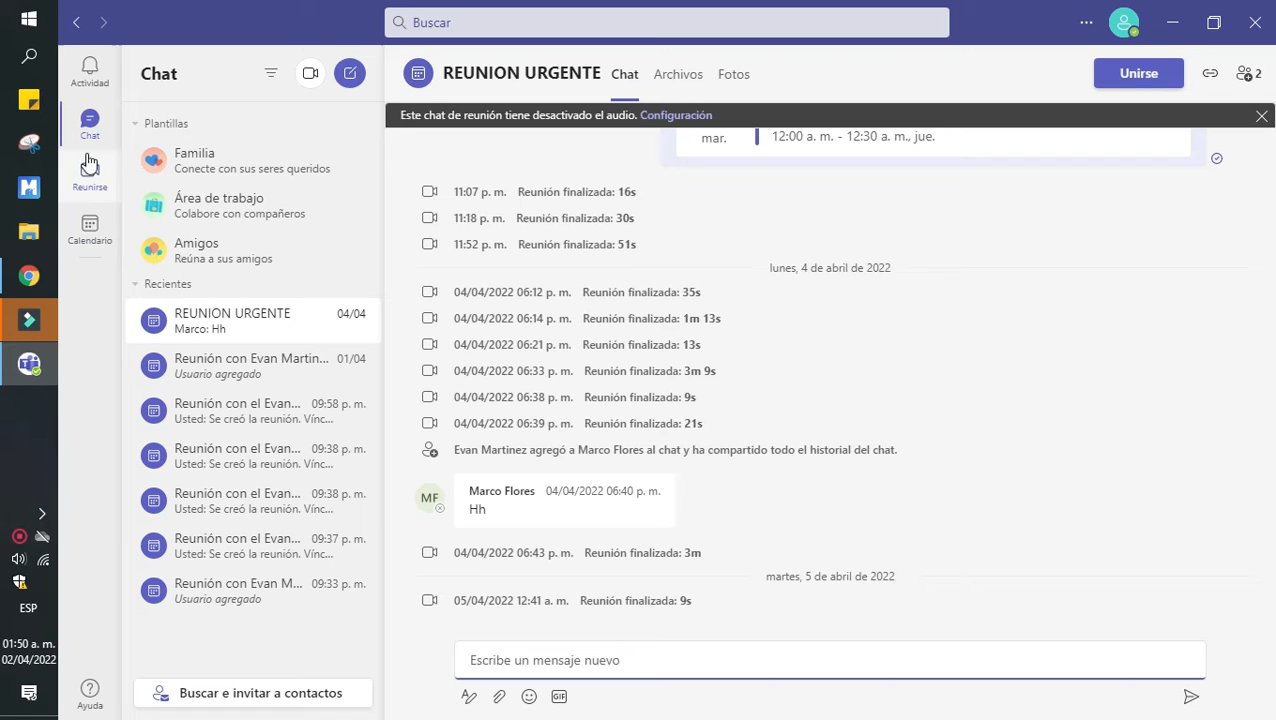 Buscar
Actividad
Chat
Reunirse
Calendario
Ayuda
ESP
01:50 a. m.
02/04/2022
Chat
Plantillas
Familia
Conecte con sus seres queridos
Área de trabajo
Colabore con compañeros
Amigos
Reúna a sus amigos
Recientes
REUNION URGENTE 04/04
Marco: Hh
Reunión con Evan Martin... 01/04
Usuario agregado
Reunión con el Evan... 09:58 p. m.
Usted: Se creó la reunión. Vínc...
Reunión con el Evan... 09:38 p. m.
Usted: Se creó la reunión. Vínc...
Reunión con el Evan... 09:38 p. m.
Usted: Se creó la reunión. Vínc...
Reunión con el Evan... 09:37 p. m.
Usted: Se creó la reunión. Vínc...
Reunión con Evan M... 09:33 p. m.
Usuario agregado
Buscar e invitar a contactos
REUNION URGENTE Chat Archivos Fotos Unirse 2
Este chat de reunión tiene desactivado el audio. Configuración
mar. 12:00 a. m. - 12:30 a. m., jue.
11:07 p. m. Reunión finalizada: 16s
11:18 p. m. Reunión finalizada: 30s
11:52 p. m. Reunión finalizada: 51s
lunes, 4 de abril de 2022
04/04/2022 06:12 p. m. Reunión finalizada: 35s
04/04/2022 06:14 p. m. Reunión finalizada: 1m 13s
04/04/2022 06:21 p. m. Reunión finalizada: 13s
04/04/2022 06:33 p. m. Reunión finalizada: 3m 9s
04/04/2022 06:38 p. m. Reunión finalizada: 9s
04/04/2022 06:39 p. m. Reunión finalizada: 21s
Evan Martinez agregó a Marco Flores al chat y ha compartido todo el historial del chat.
MF
Marco Flores 04/04/2022 06:40 p. m.
Hh
04/04/2022 06:43 p. m. Reunión finalizada: 3m
martes, 5 de abril de 2022
05/04/2022 12:41 a. m. Reunión finalizada: 9s
Escribe un mensaje nuevo
GIF